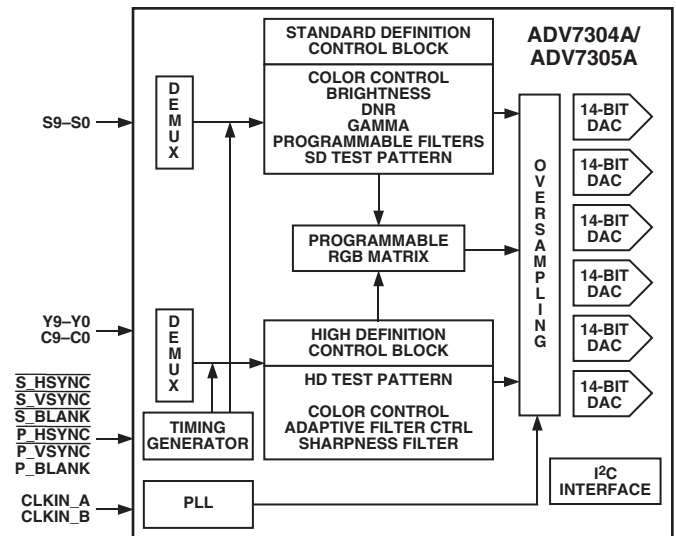 ADV7304A/
ADV7305A
STANDARD DEFINITION
CONTROL BLOCK
COLOR CONTROL
BRIGHTNESS
DNR
GAMMA
PROGRAMMABLE FILTERS
SD TEST PATTERN
S9–S0
DEMUX
PROGRAMMABLE
RGB MATRIX
OVERSAMPLING
14-BIT
DAC
14-BIT
DAC
14-BIT
DAC
14-BIT
DAC
14-BIT
DAC
14-BIT
DAC
Y9–Y0
C9–C0
DEMUX
HIGH DEFINITION
CONTROL BLOCK
HD TEST PATTERN
COLOR CONTROL
ADAPTIVE FILTER CTRL
SHARPNESS FILTER
S_HSYNC
S_VSYNC
S_BLANK
P_HSYNC
P_VSYNC
P_BLANK
TIMING
GENERATOR
CLKIN_A
CLKIN_B
PLL
I2C
INTERFACE